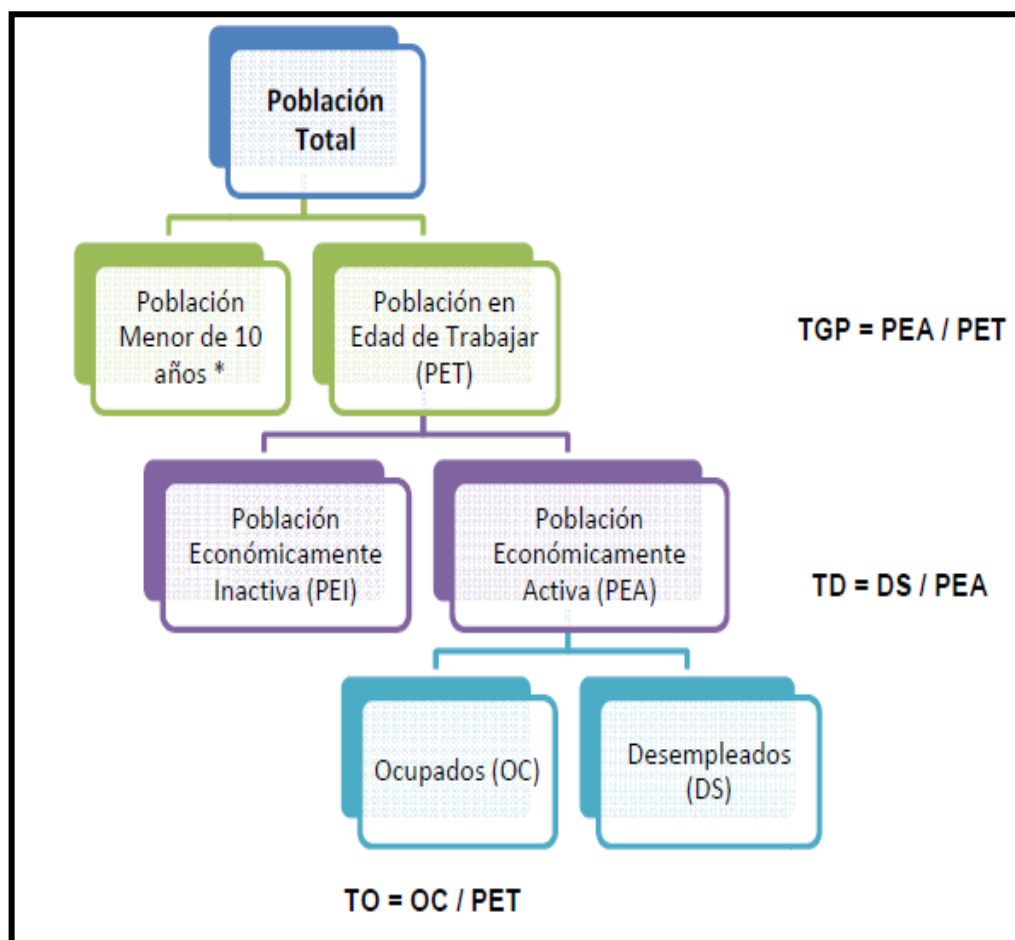 Población
Total
Población
Menor de 10
años *
Población en
Edad de Trabajar
(PET)
TGP = PEA / PET
Población
Económicamente
Inactiva (PEI)
Población
Económicamente
Activa (PEA)
TD = DS / PEA
Ocupados (OC)
Desempleados
(DS)
TO = OC / PET